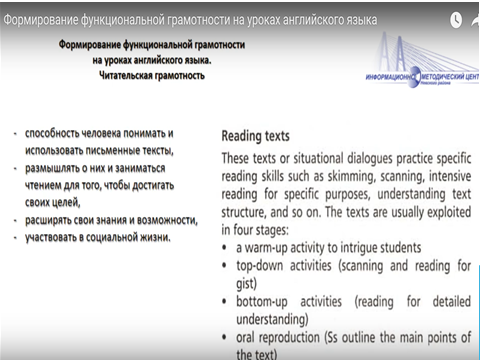 Формирование функциональной грамотности на уроках английского языка
Формирование функциональной грамотности
на уроках английского языка.
Читательская грамотность
ИНФОРМАЦИОННО МЕТОДИЧЕСКИЙ ЦЕНТ
Невского района
- способность человека понимать и
использовать письменные тексты,
- размышлять о них и заниматься
чтением для того, чтобы достигать
своих целей,
- расширять свои знания и возможности,
- участвовать в социальной жизни.
Reading texts
These texts or situational dialogues practice specific
reading skills such as skimming, scanning, intensive
reading for specific purposes, understanding text
structure, and so on. The texts are usually exploited
in four stages:
• a warm-up activity to intrigue students
• top-down activities (scanning and reading for
gist)
• bottom-up activities (reading for detailed
understanding)
• oral reproduction (Ss outline the main points of
the text)